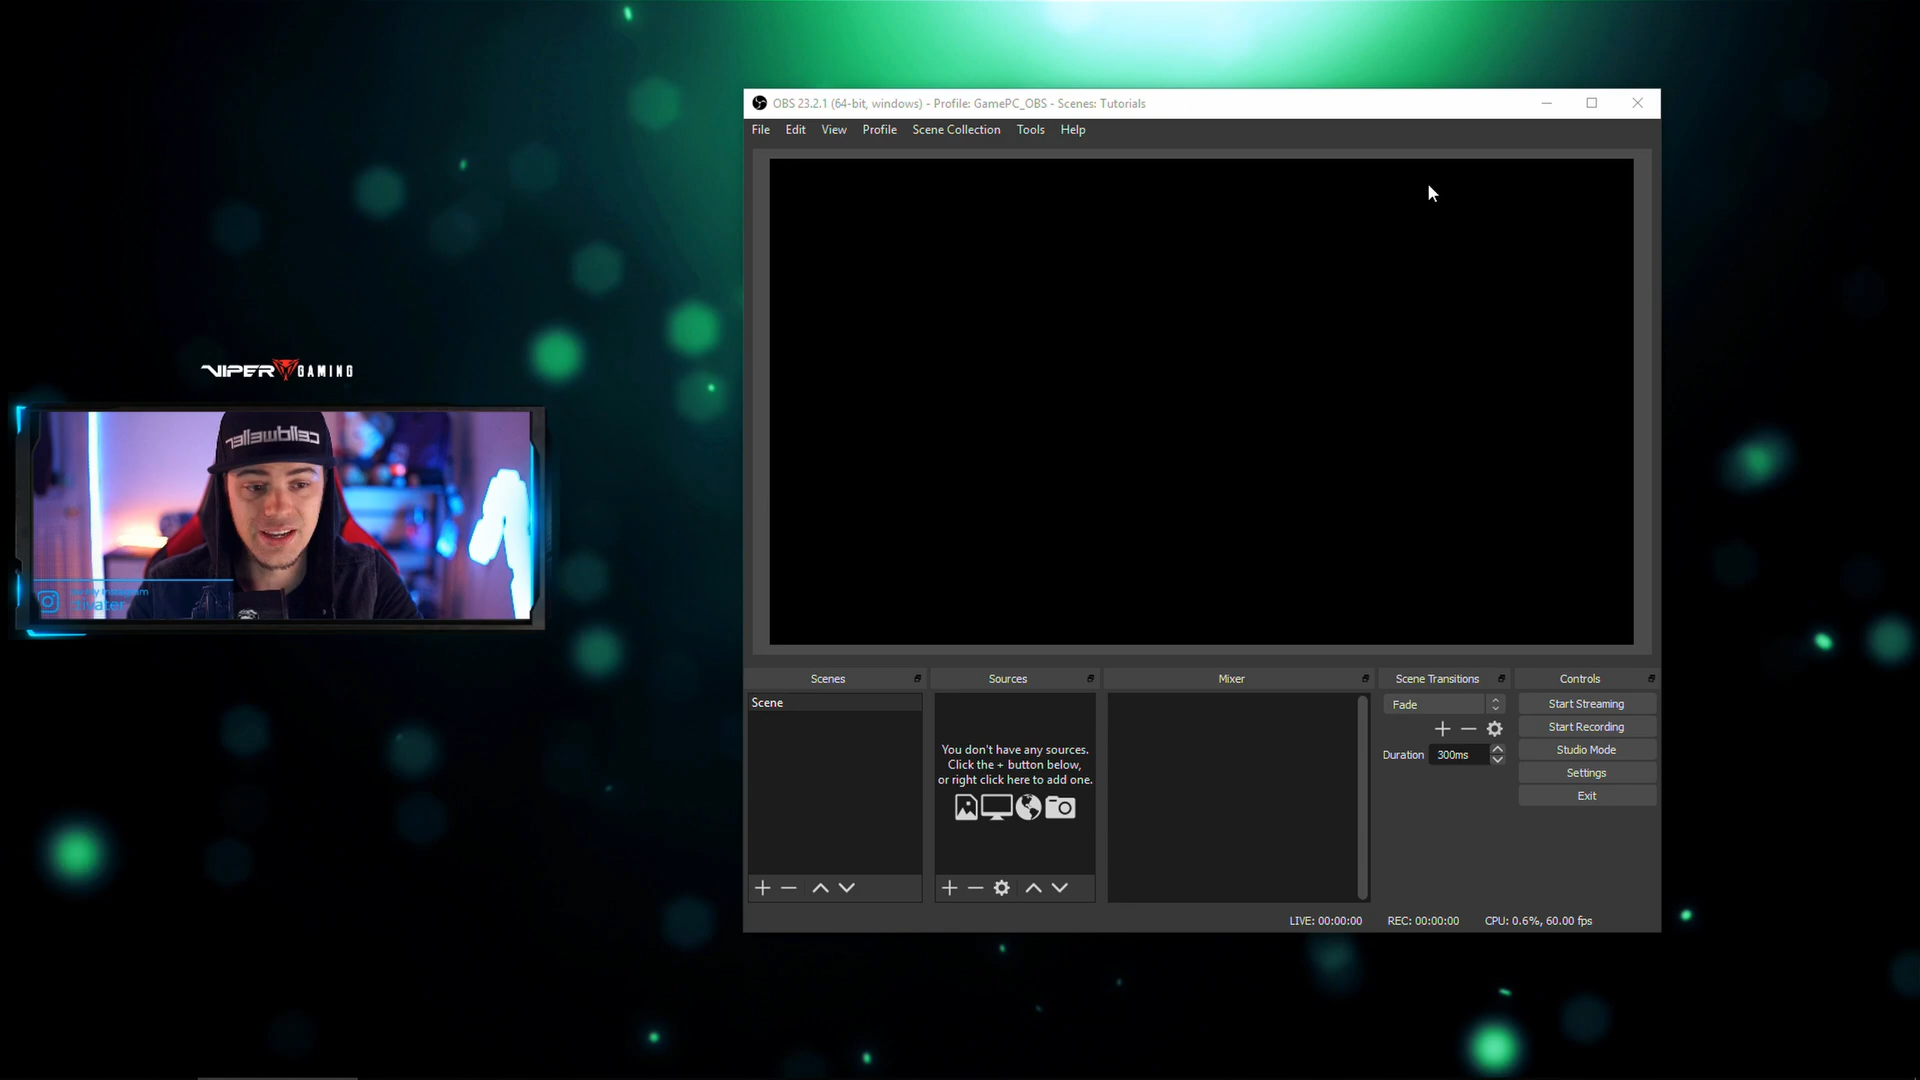 OBS 23.2.1 (64-bit, windows) - Profile: GamePC_OBS - Scenes: Tutorials
File Edit View Profile Scene Collection Tools Help
VIPER GAMING
celldweller
Scenes
Sources
Mixer
Scene Transitions
Controls
Scene
You don't have any sources.
Click the + button below,
or right click here to add one.
Fade
Duration 300ms
Start Streaming
Start Recording
Studio Mode
Settings
Exit
LIVE: 00:00:00 REC: 00:00:00 CPU: 0.6%, 60.00 fps